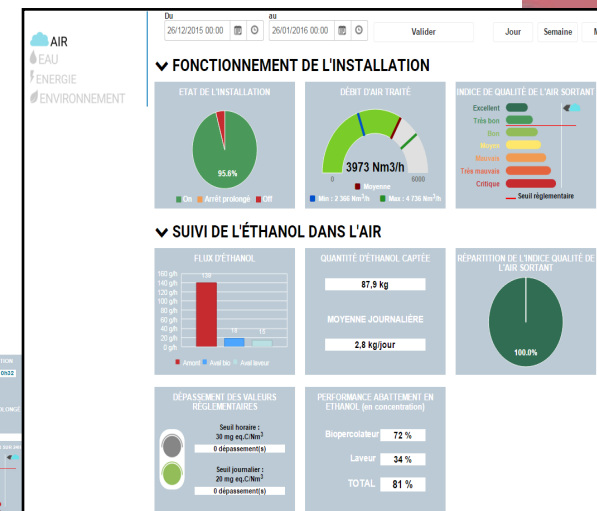 Du
au
26/12/2015 00:00
26/01/2016 00:00
Valider
Jour
Semaine
M
AIR
EAU
ENERGIE
ENVIRONNEMENT
FONCTIONNEMENT DE L'INSTALLATION
ETAT DE L'INSTALLATION
95.6%
On
Arrêt prolongé
Off
DÉBIT D'AIR TRAITÉ
3973 Nm3/h
0
6000
Moyenne
Min : 2 366 Nm³/h
Max : 4 736 Nm³/h
INDICE DE QUALITÉ DE L'AIR SORTANT
Excellent
Très bon
Bon
Moyen
Mauvais
Très mauvais
Critique
Seuil réglementaire
SUIVI DE L'ÉTHANOL DANS L'AIR
FLUX D'ÉTHANOL
160 g/h
140 g/h
120 g/h
100 g/h
80 g/h
60 g/h
40 g/h
20 g/h
0 g/h
18
15
Amont
Aval bio
Aval laveur
QUANTITÉ D'ÉTHANOL CAPTÉE
87,9 kg
MOYENNE JOURNALIÈRE
2,8 kg/jour
RÉPARTITION DE L'INDICE QUALITÉ DE
L'AIR SORTANT
100.0%
DÉPASSEMENT DES VALEURS
RÉGLEMENTAIRES
Seuil horaire :
30 mg eq.C/Nm³
0 dépassement(s)
Seuil journalier :
20 mg eq.C/Nm³
0 dépassement(s)
PERFORMANCE ABATTEMENT EN
ETHANOL (en concentration)
Biopercolateur
72 %
Laveur
34 %
TOTAL
81 %
0h32